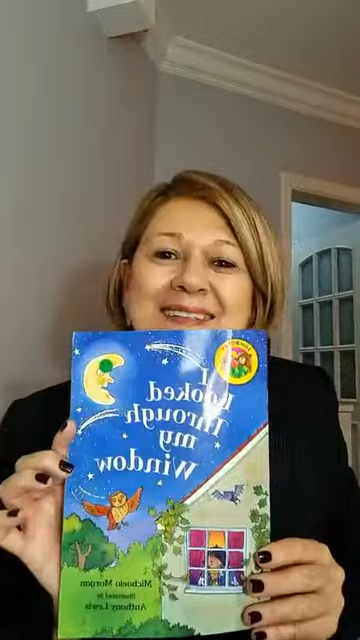 I
Looked
Through
my
Window
Michaela Morgan
Illustrated by
Anthony Lewis